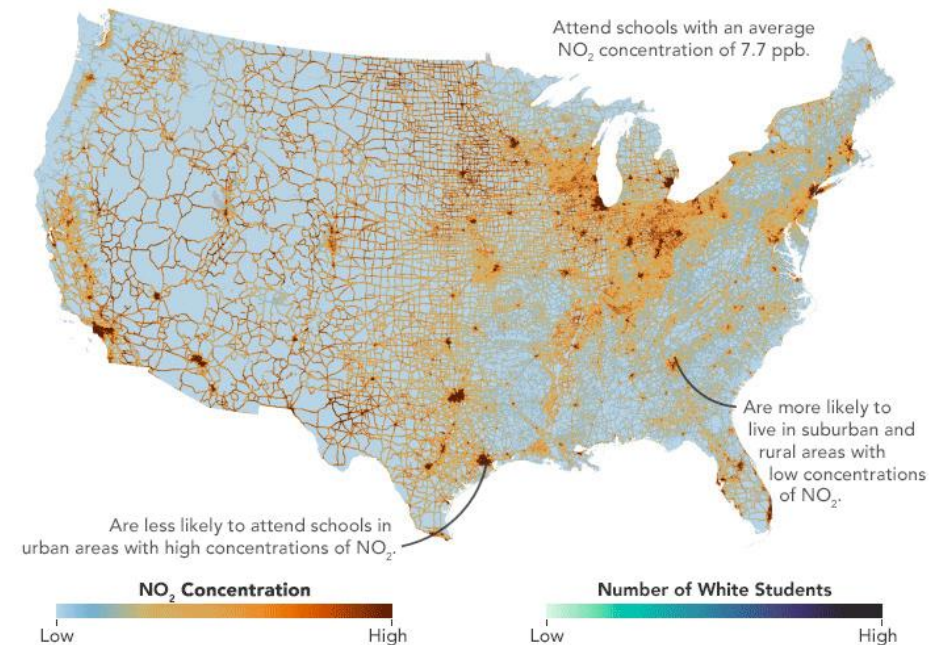 Attend schools with an average
NO₂ concentration of 7.7 ppb.
Are more likely to
live in suburban and
rural areas with
low concentrations
of NO₂.
Are less likely to attend schools in
urban areas with high concentrations of NO₂.
NO₂ Concentration
Low High
Number of White Students
Low High